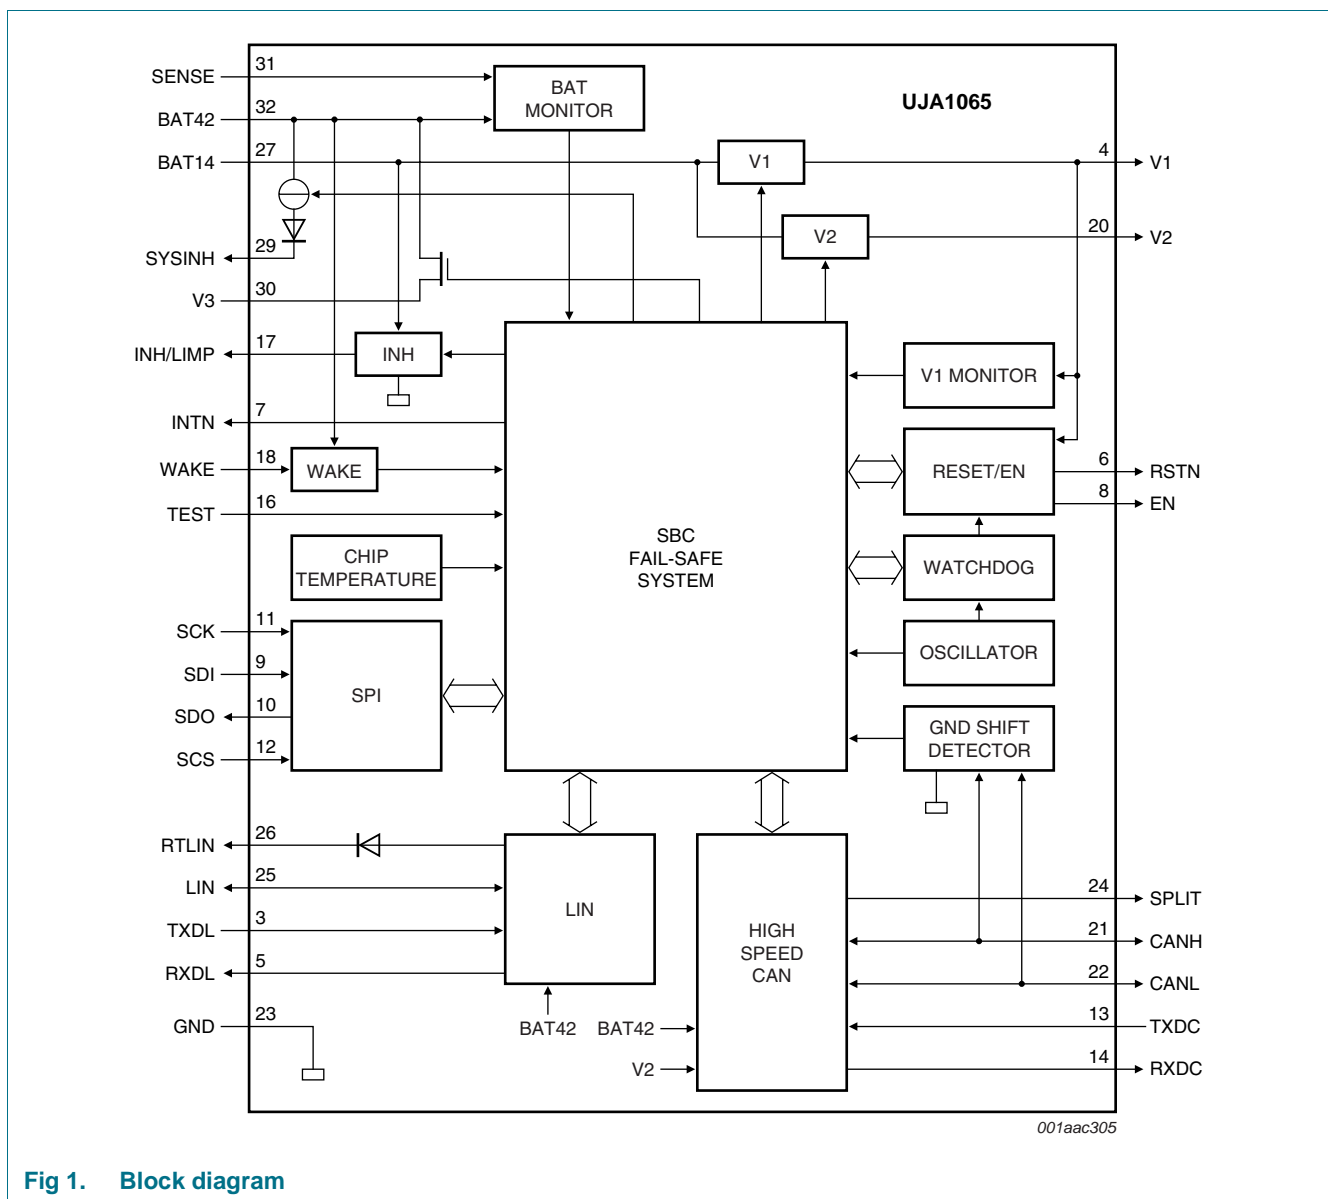 UJA1065
SENSE 31
BAT42 32
BAT14 27
SYSINH 29
V3 30
INH/LIMP 17
INTN 7
WAKE 18
TEST 16
SCK 11
SDI 9
SDO 10
SCS 12
RTLIN 26
LIN 25
TXDL 3
RXDL 5
GND 23
BAT
MONITOR
V1
V2
INH
WAKE
CHIP
TEMPERATURE
SPI
SBC
FAIL-SAFE
SYSTEM
V1 MONITOR
RESET/EN
WATCHDOG
OSCILLATOR
GND SHIFT
DETECTOR
LIN
BAT42
HIGH
SPEED
CAN
BAT42
V2
4 V1
20 V2
6 RSTN
8 EN
24 SPLIT
21 CANH
22 CANL
13 TXDC
14 RXDC
001aac305
Fig 1. Block diagram